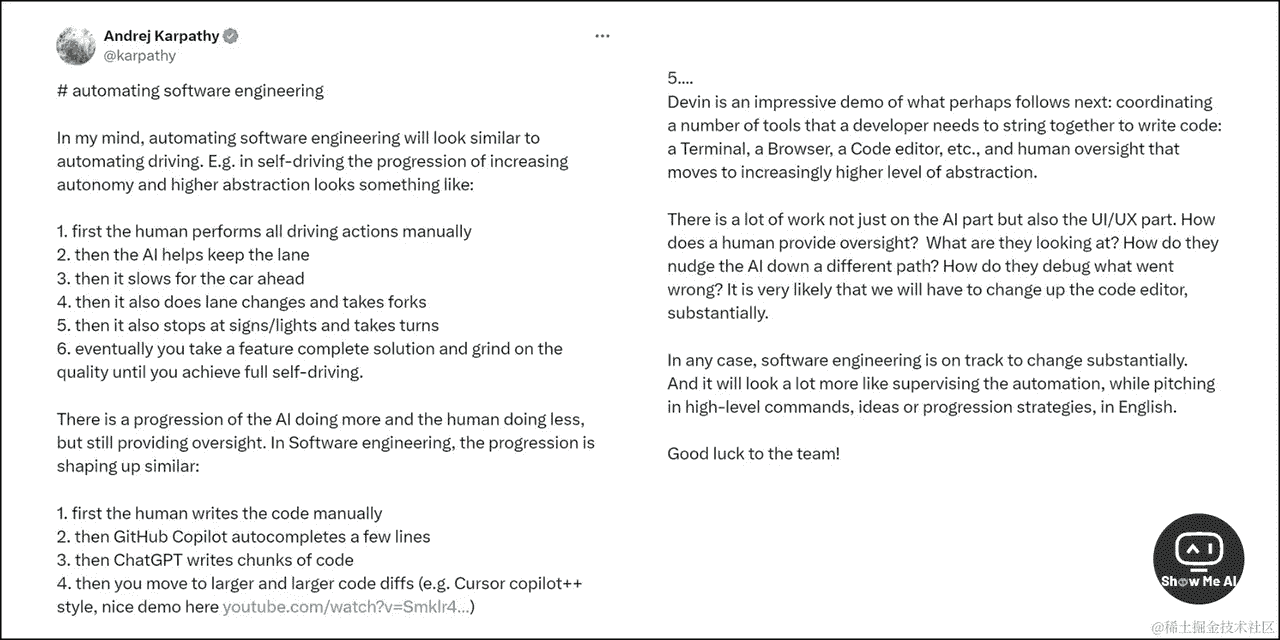 Andrej Karpathy
@karpathy
# automating software engineering
In my mind, automating software engineering will look similar to
automating driving. E.g. in self-driving the progression of increasing
autonomy and higher abstraction looks something like:
1. first the human performs all driving actions manually
2. then the AI helps keep the lane
3. then it slows for the car ahead
4. then it also does lane changes and takes forks
5. then it also stops at signs/lights and takes turns
6. eventually you take a feature complete solution and grind on the
quality until you achieve full self-driving.
There is a progression of the AI doing more and the human doing less,
but still providing oversight. In Software engineering, the progression is
shaping up similar:
1. first the human writes the code manually
2. then GitHub Copilot autocompletes a few lines
3. then ChatGPT writes chunks of code
4. then you move to larger and larger code diffs (e.g. Cursor copilot++
style, nice demo here youtube.com/watch?v=Smklr4...)
5....
Devin is an impressive demo of what perhaps follows next: coordinating
a number of tools that a developer needs to string together to write code:
a Terminal, a Browser, a Code editor, etc., and human oversight that
moves to increasingly higher level of abstraction.
There is a lot of work not just on the AI part but also the UI/UX part. How
does a human provide oversight?  What are they looking at? How do they
nudge the AI down a different path? How do they debug what went
wrong? It is very likely that we will have to change up the code editor,
substantially.
In any case, software engineering is on track to change substantially.
And it will look a lot more like supervising the automation, while pitching
in high-level commands, ideas or progression strategies, in English.
Good luck to the team!
Show Me AI
@稀土掘金技术社区